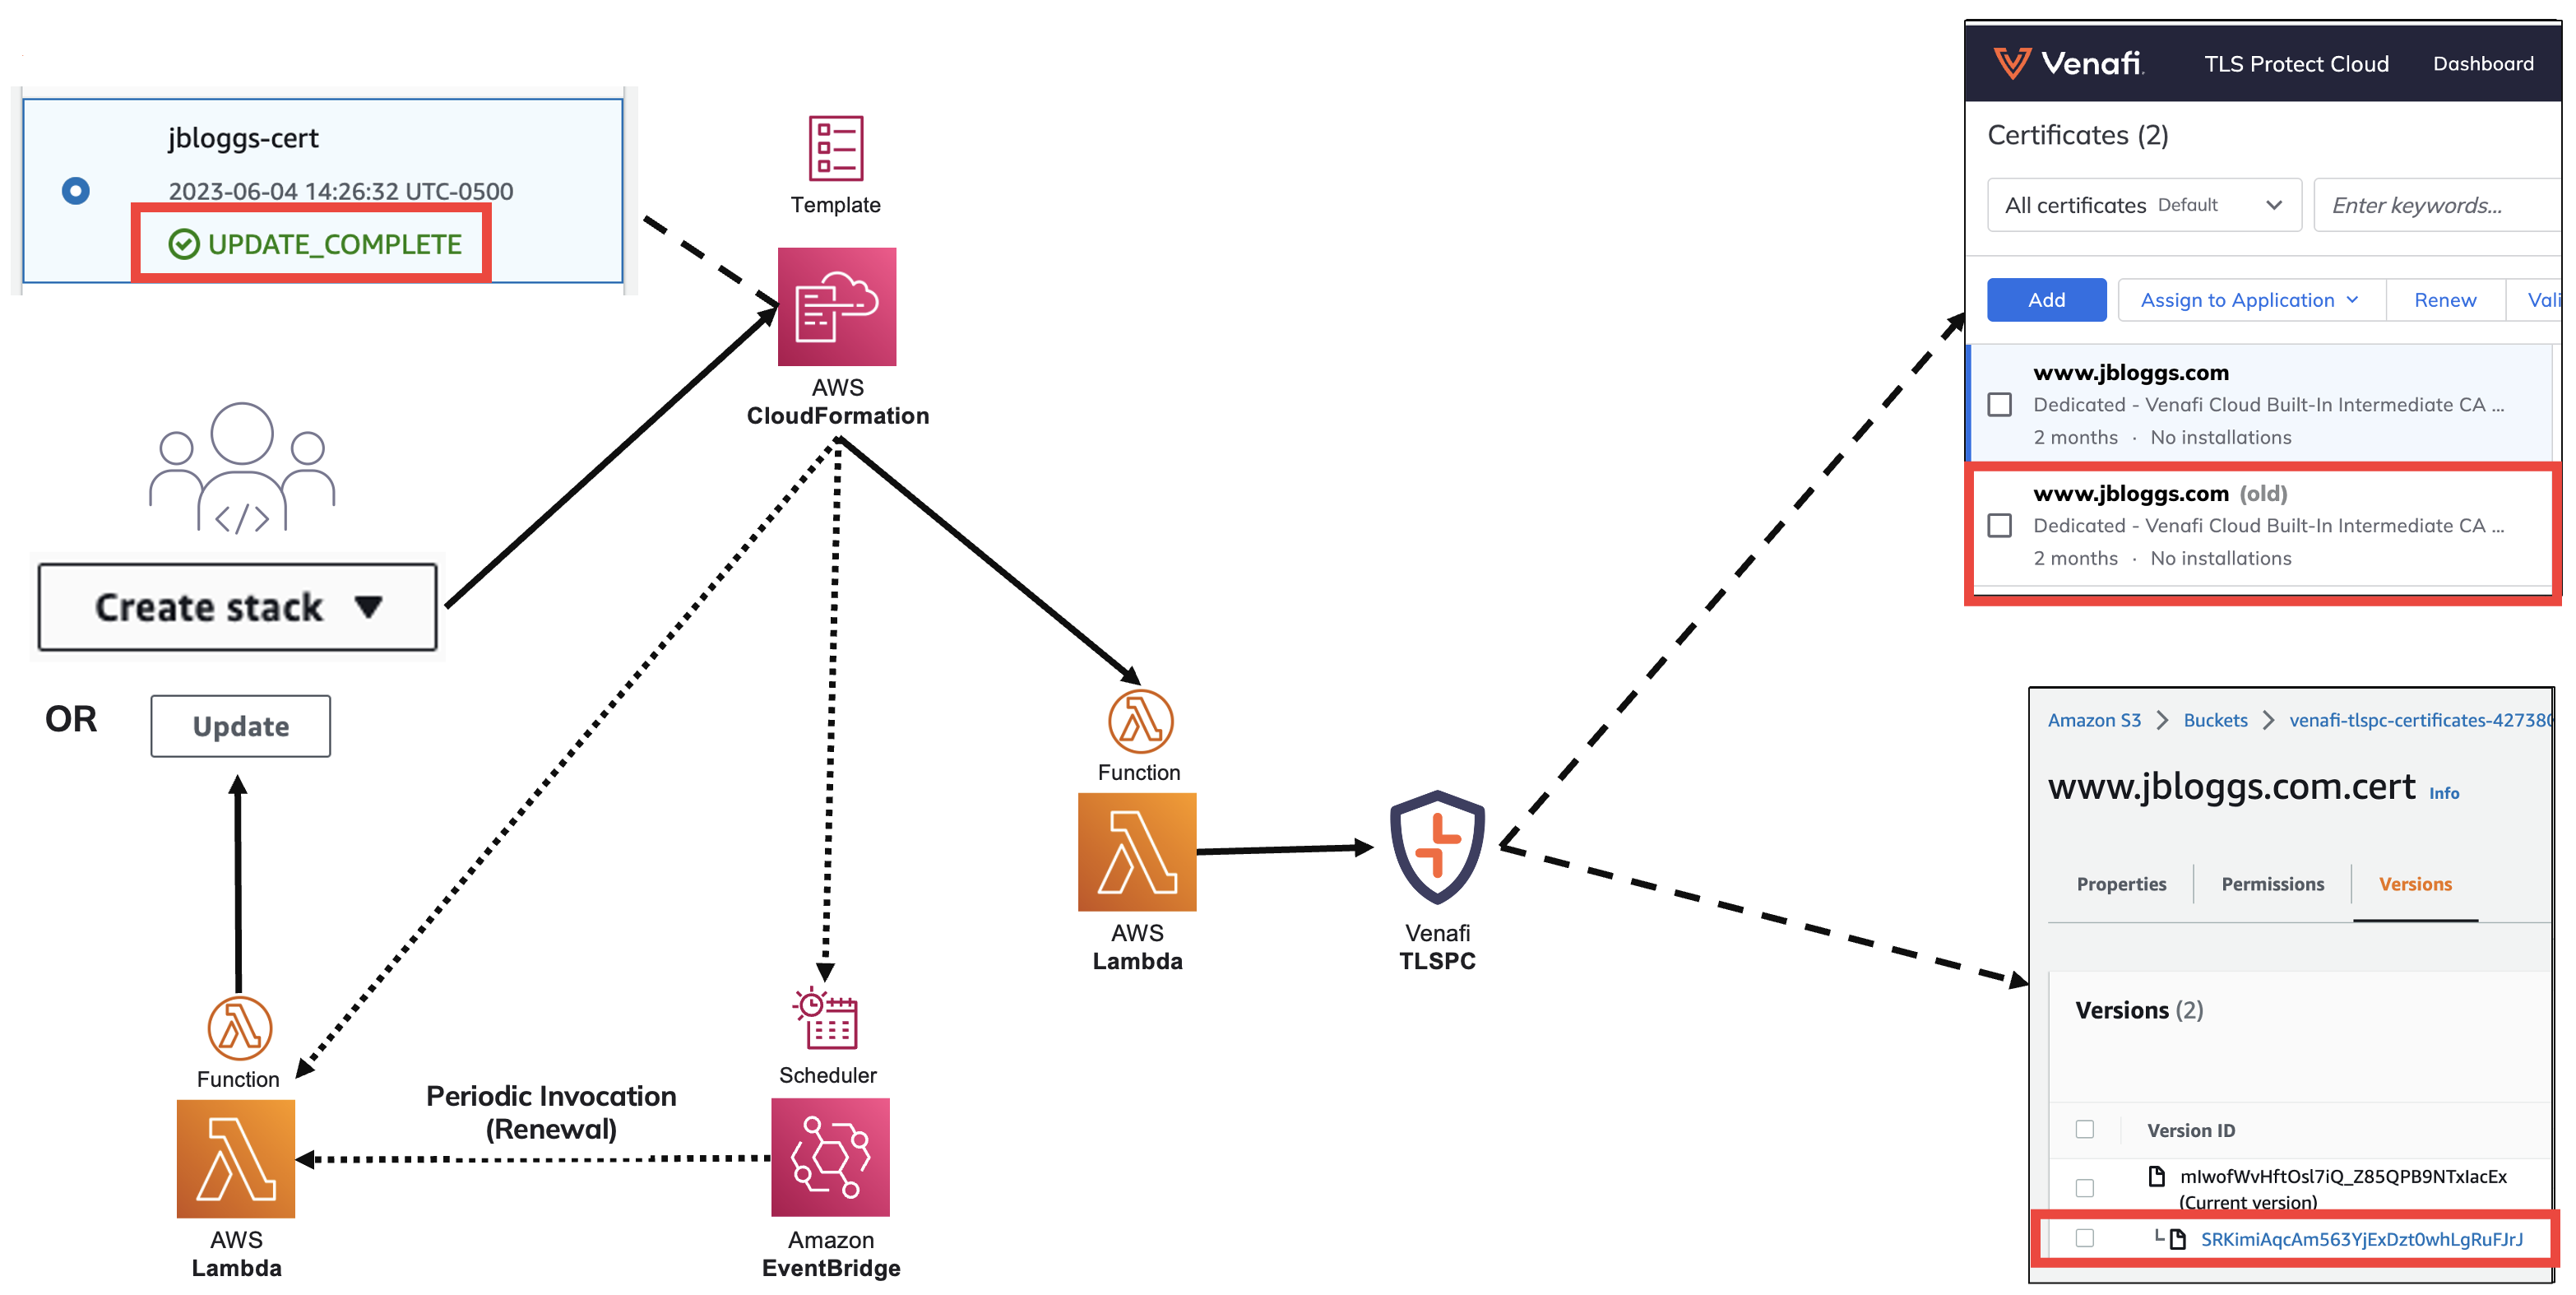 jbloggs-cert
2023-06-04 14:26:32 UTC-0500
UPDATE_COMPLETE
Template
AWS
CloudFormation
</>
Create stack
OR
Update
Function
AWS
Lambda
Periodic Invocation
(Renewal)
Scheduler
Amazon
EventBridge
Function
AWS
Lambda
Venafi
TLSPC
Venafi
TLS Protect Cloud
Dashboard
Certificates (2)
All certificates Default
Enter keywords...
Add
Assign to Application
Renew
Vali
www.jbloggs.com
Dedicated - Venafi Cloud Built-In Intermediate CA ...
2 months · No installations
www.jbloggs.com (old)
Dedicated - Venafi Cloud Built-In Intermediate CA ...
2 months · No installations
Amazon S3 > Buckets > venafi-tlspc-certificates-427380
www.jbloggs.com.cert Info
Properties
Permissions
Versions
Versions (2)
Version ID
mIwofWvHftOsl7iQ_Z85QPB9NTxIacEx
(Current version)
SRKimiAqcAm563YjExDzt0whLgRuFJrJ